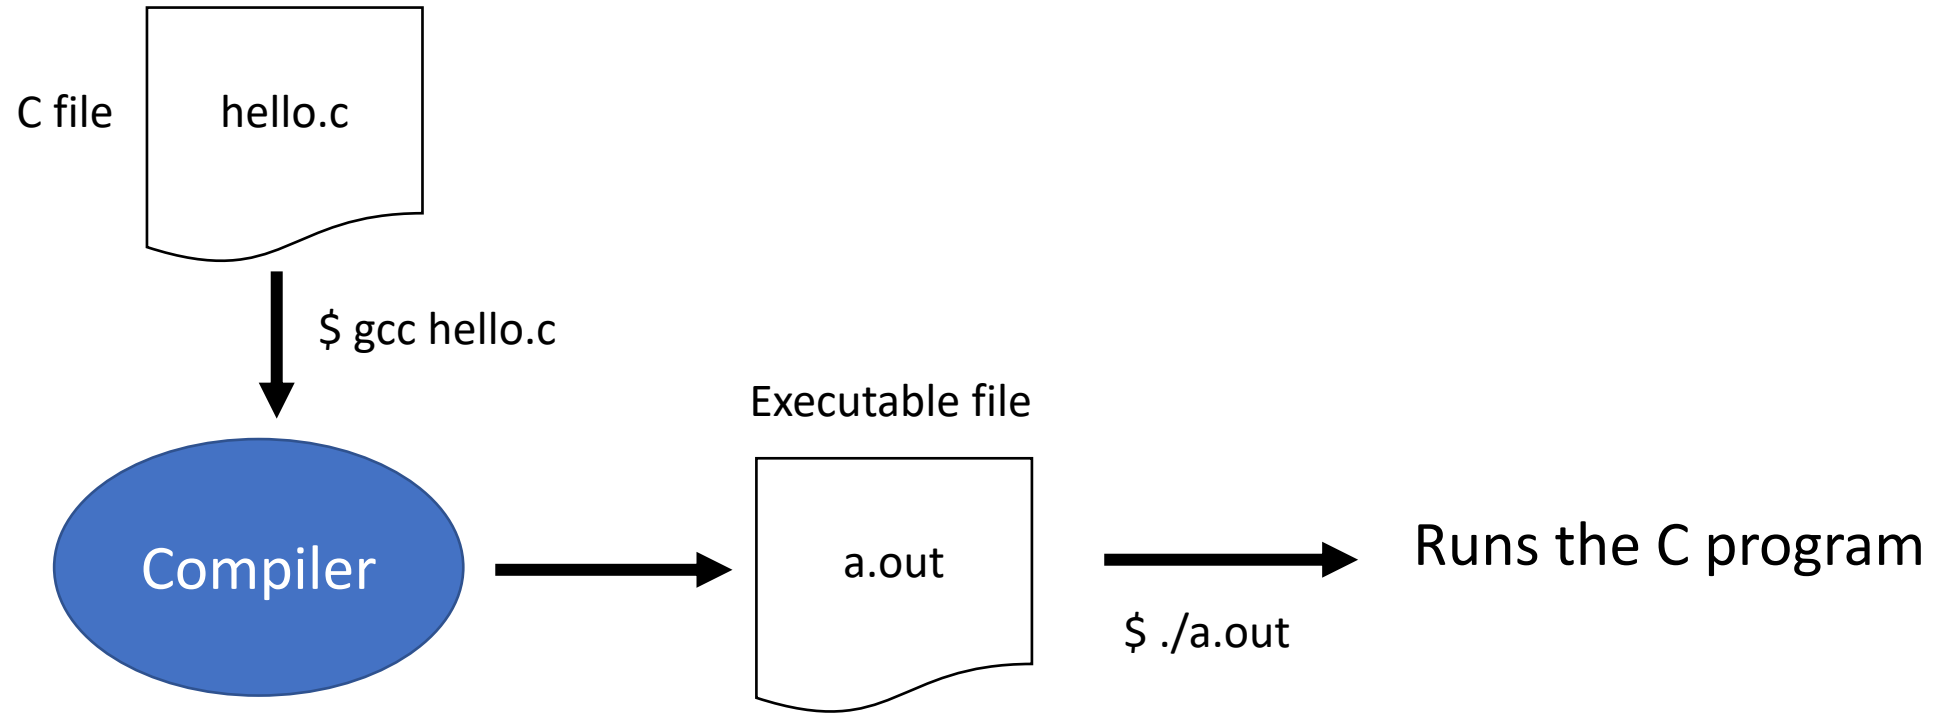 C file
hello.c
$ gcc hello.c
Executable file
Compiler
a.out
Runs the C program
$ ./a.out